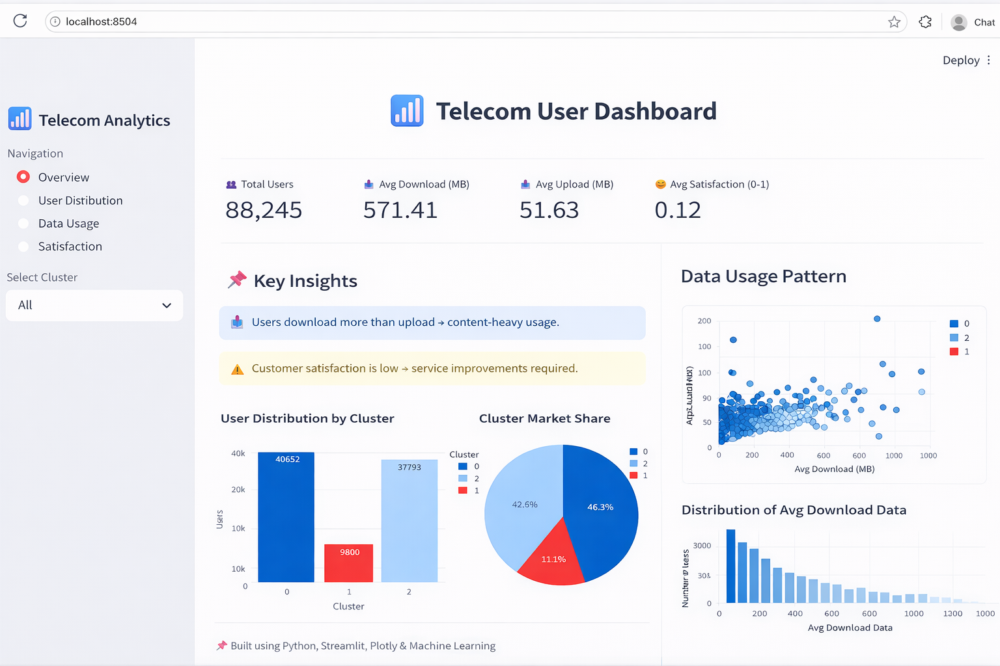 localhost:8504
Chat
Deploy
Telecom Analytics
Navigation
Overview
User Distribution
Data Usage
Satisfaction
Select Cluster
All
Telecom User Dashboard
Total Users
88,245
Avg Download (MB)
571.41
Avg Upload (MB)
51.63
Avg Satisfaction (0-1)
0.12
Key Insights
Users download more than upload → content-heavy usage.
Customer satisfaction is low → service improvements required.
User Distribution by Cluster
40k
20k
10k
10k
0
Users
40652
9800
37793
0
1
2
Cluster
Cluster
0
2
1
Cluster Market Share
42.6%
46.3%
11.1%
0
2
1
Built using Python, Streamlit, Plotly & Machine Learning
Data Usage Pattern
200
100
100
90
50
0
0
200
400
600
600
1000
1000
Avg Download (MB)
0
2
1
Distribution of Avg Download Data
3000
0
0
200
400
600
600
1000
1300
1000
Avg Download Data